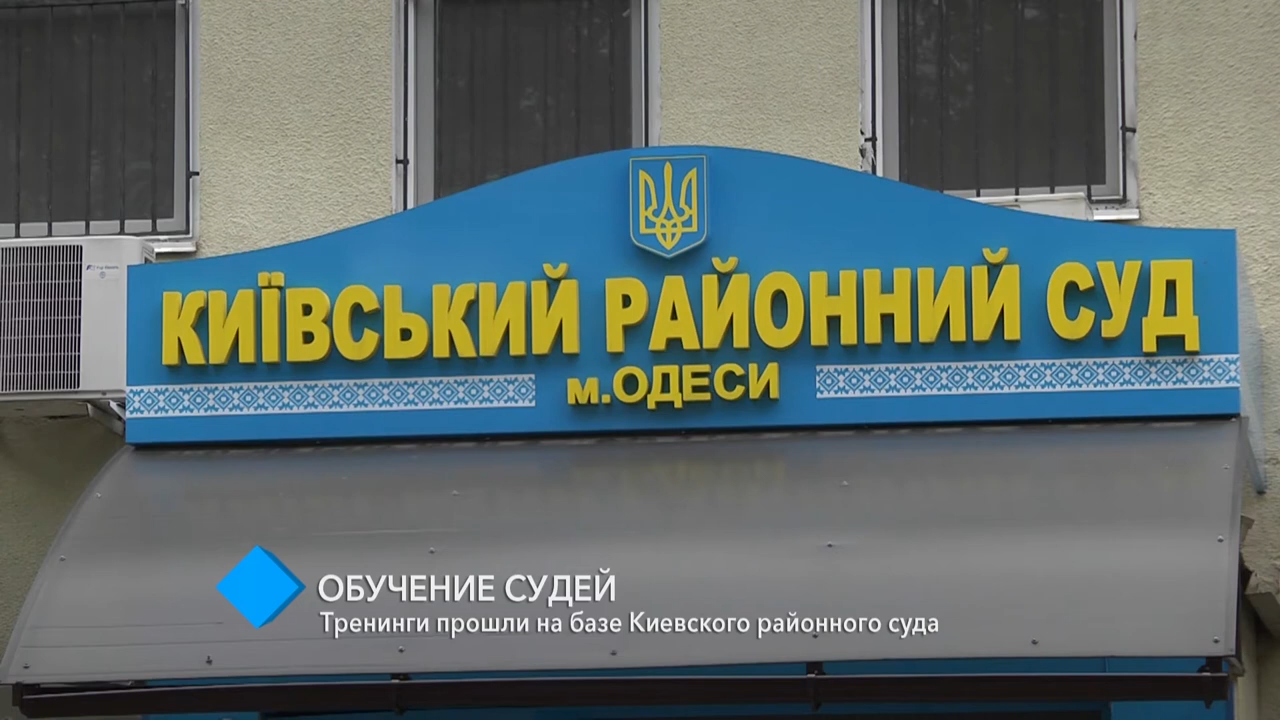 КИЇВСЬКИЙ РАЙОННИЙ СУД
м.ОДЕСИ
ОБУЧЕНИЕ СУДЕЙ
Тренинги прошли на базе Киевского районного суда